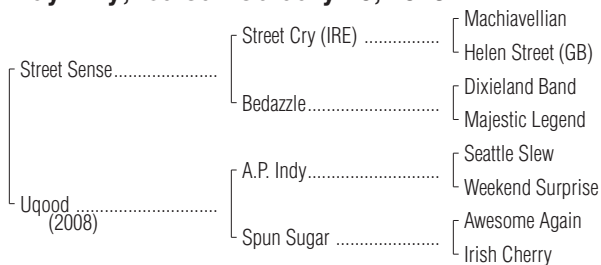 Machiavellian
Street Cry (IRE)
Helen Street (GB)
Street Sense
Dixieland Band
Bedazzle
Majestic Legend
Seattle Slew
A.P. Indy
Weekend Surprise
Uqood
(2008)
Awesome Again
Spun Sugar
Irish Cherry